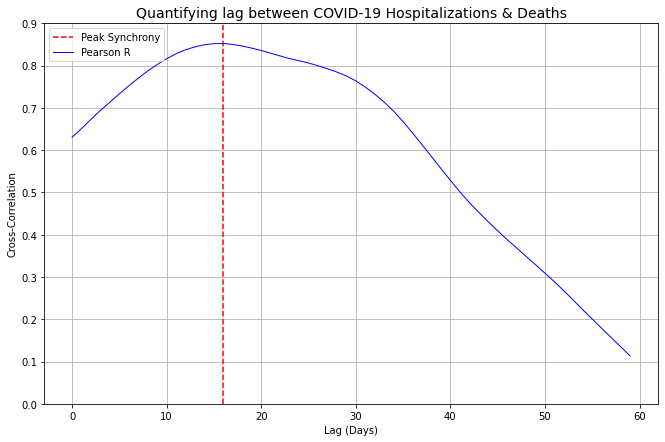 Quantifying lag between COVID-19 Hospitalizations & Deaths
Peak Synchrony
Pearson R
Cross-Correlation
0.9
0.8
0.7
0.6
0.5
0.4
0.3
0.2
0.1
0.0
0 10 20 30 40 50 60
Lag (Days)